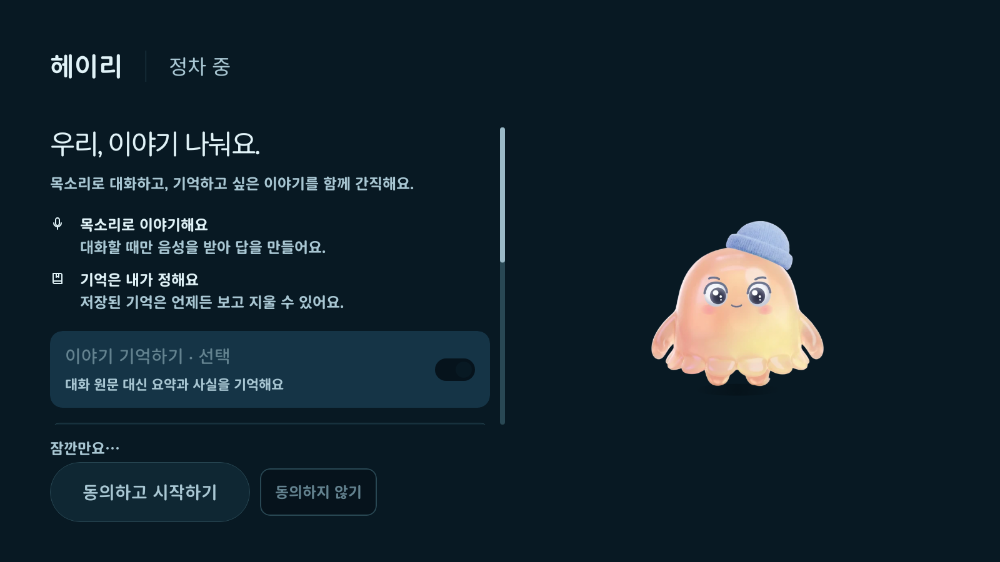 헤이리
정차 중
우리, 이야기 나눠요.
목소리로 대화하고, 기억하고 싶은 이야기를 함께 간직해요.
목소리로 이야기해요
대화할 때만 음성을 받아 답을 만들어요.
기억은 내가 정해요
저장된 기억은 언제든 보고 지울 수 있어요.
이야기 기억하기 · 선택
대화 원문 대신 요약과 사실을 기억해요
잠깐만요…
동의하고 시작하기
동의하지 않기